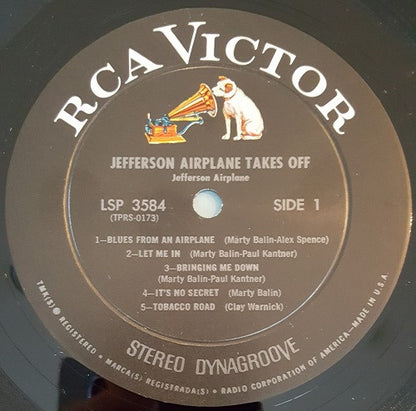 RCA VICTOR
JEFFERSON AIRPLANE TAKES OFF
Jefferson Airplane
LSP 3584 SIDE 1
(TPRS-0173)
1—BLUES FROM AN AIRPLANE (Marty Balin-Alex Spence)
2—LET ME IN (Marty Balin-Paul Kantner)
3—BRINGING ME DOWN
(Marty Balin-Paul Kantner)
4—IT'S NO SECRET (Marty Balin)
5—TOBACCO ROAD (Clay Warnick)
STEREO DYNAGROOVE
TMK(S) ® REGISTERED • MARCA(S) REGISTRADA(S) • RADIO CORPORATION OF AMERICA—MADE IN U.S.A.